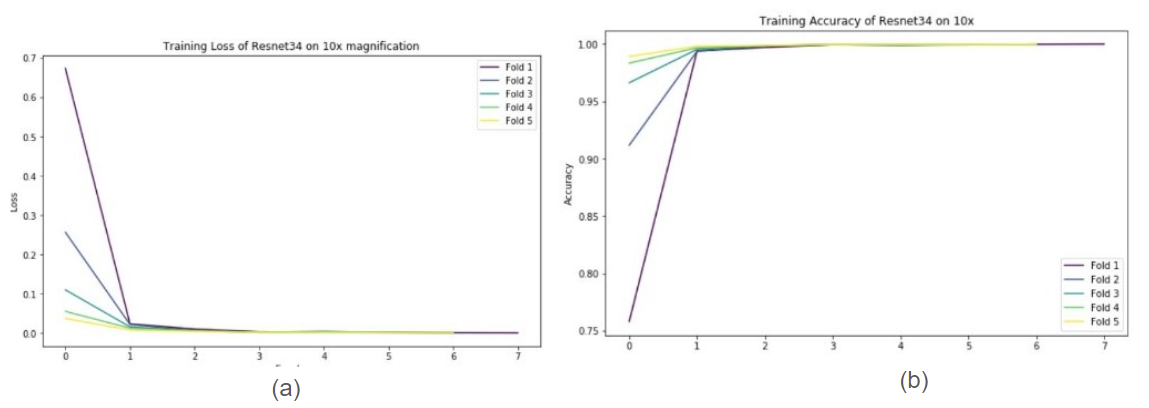 Training Loss of Resnet34 on 10x magnification
0.7
0.6
0.5
0.4
0.3
0.2
0.1
0.0
Loss
0 1 2 3 4 5 6 7
Fold 1
Fold 2
Fold 3
Fold 4
Fold 5
(a)
Training Accuracy of Resnet34 on 10x
1.00
0.95
0.90
0.85
0.80
0.75
Accuracy
0 1 2 3 4 5 6 7
Fold 1
Fold 2
Fold 3
Fold 4
Fold 5
(b)